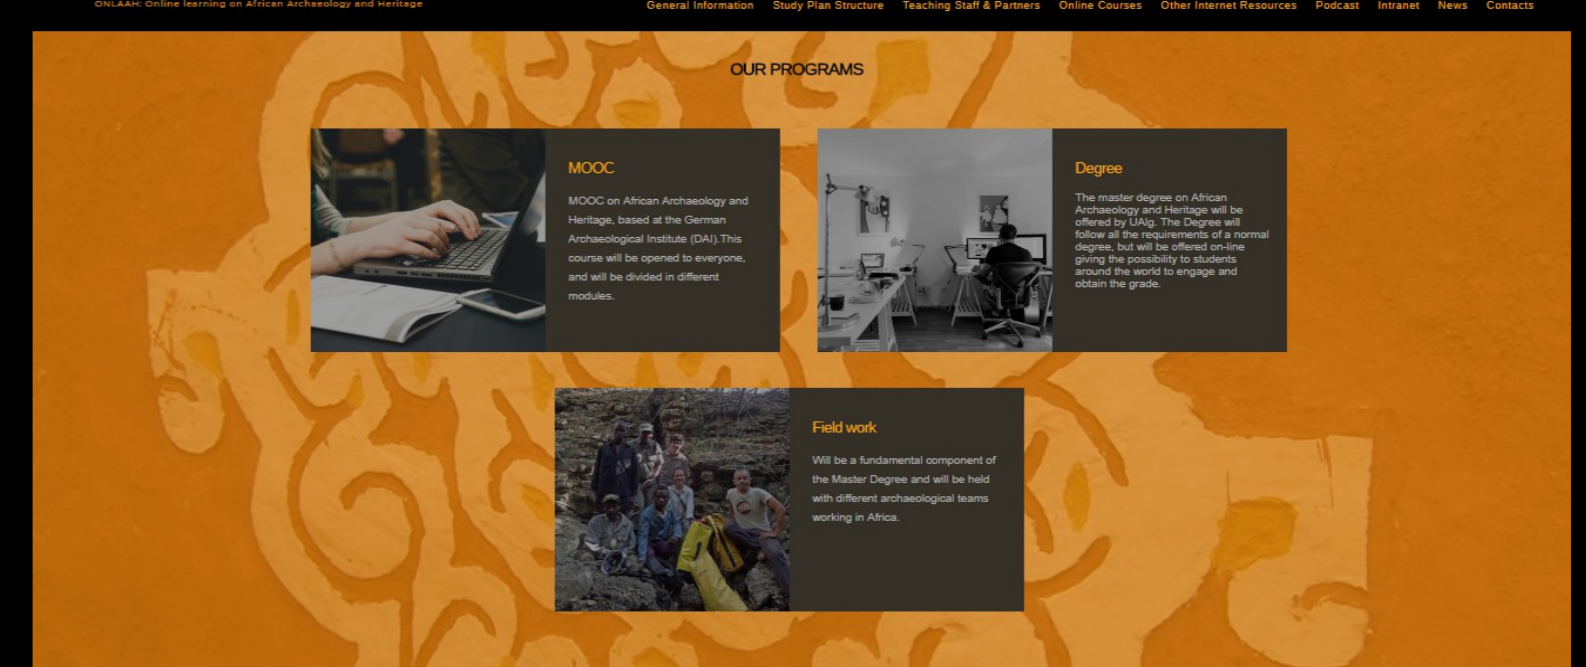 ONLAAH: Online learning on African Archaeology and Heritage
General Information Study Plan Structure Teaching Staff & Partners Online Courses Other Internet Resources Podcast Intranet News Contacts
OUR PROGRAMS
MOOC
MOOC on African Archaeology and
Heritage, based at the German
Archaeological Institute (DAI).This
course will be opened to everyone,
and will be divided in different
modules.
Degree
The master degree on African
Archaeology and Heritage will be
offered by UAlg. The Degree will
follow all the requirements of a normal
degree, but will be offered on-line
giving the possibility to students
around the world to engage and
obtain the grade.
Field work
Will be a fundamental component of
the Master Degree and will be held
with different archaeological teams
working in Africa.